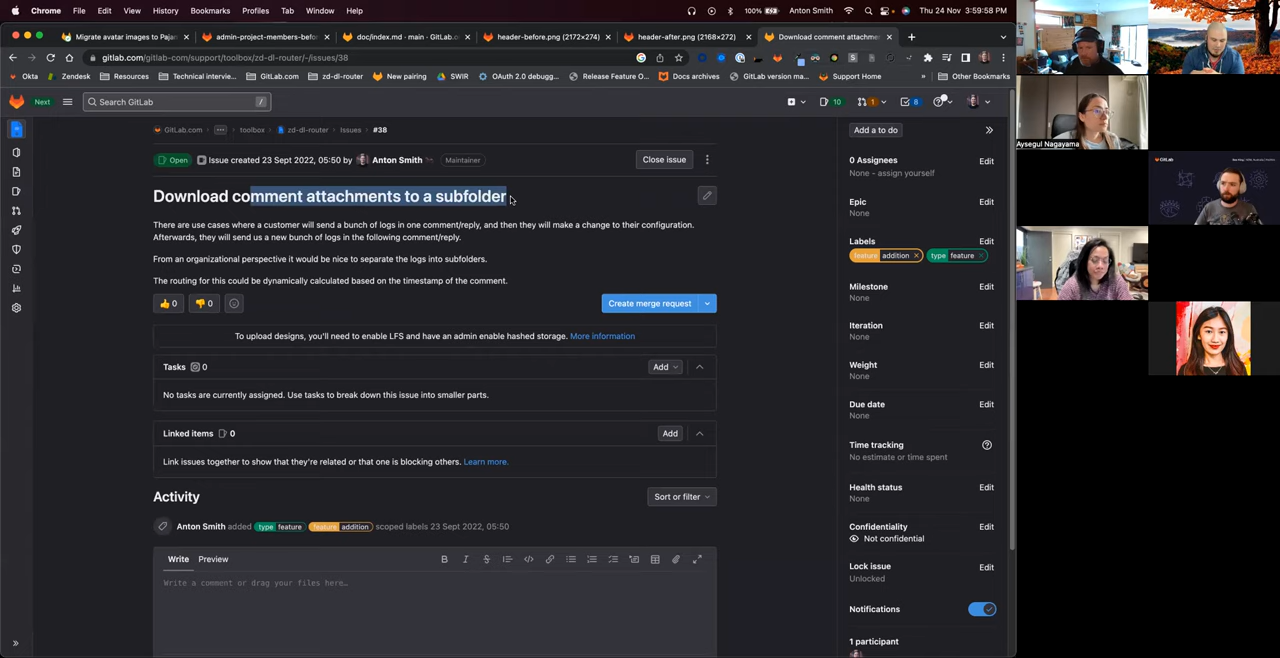 Chrome File Edit View History Bookmarks Profiles Tab Window Help 100% Anton Smith Thu 24 Nov 3:59:58 PM
Migrate avatar images to Paja admin-project-members-befor doc/index.md · main · GitLab.c header-before.png (2172×274) header-after.png (2168×272) Download comment attachmen
gitlab.com/gitlab-com/support/toolbox/zd-dl-router/-/issues/38
Okta Zendesk Resources Technical intervie... GitLab.com zd-dl-router New pairing SWIR OAuth 2.0 debugg... Release Feature O... Docs archives GitLab version ma... Support Home Other Bookmarks
Next Search GitLab / 10 1 8
GitLab.com ... toolbox zd-dl-router Issues #38
Add a to do
Open Issue created 23 Sept 2022, 05:50 by Anton Smith Maintainer Close issue
Download comment attachments to a subfolder
There are use cases where a customer will send a bunch of logs in one comment/reply, and then they will make a change to their configuration.
Afterwards, they will send us a new bunch of logs in the following comment/reply.
From an organizational perspective it would be nice to separate the logs into subfolders.
The routing for this could be dynamically calculated based on the timestamp of the comment.
0 0 Create merge request
To upload designs, you'll need to enable LFS and have an admin enable hashed storage. More information
Tasks 0 Add
No tasks are currently assigned. Use tasks to break down this issue into smaller parts.
Linked items 0 Add
Link issues together to show that they're related or that one is blocking others. Learn more.
Activity Sort or filter
Anton Smith added type feature feature addition scoped labels 23 Sept 2022, 05:50
Write Preview
Write a comment or drag your files here...
0 Assignees Edit
None - assign yourself
Epic Edit
None
Labels Edit
feature addition type feature
Milestone Edit
None
Iteration Edit
None
Weight Edit
None
Due date Edit
None
Time tracking
No estimate or time spent
Health status Edit
None
Confidentiality Edit
Not confidential
Lock issue Edit
Unlocked
Notifications
1 participant
Aysegul Nagayama